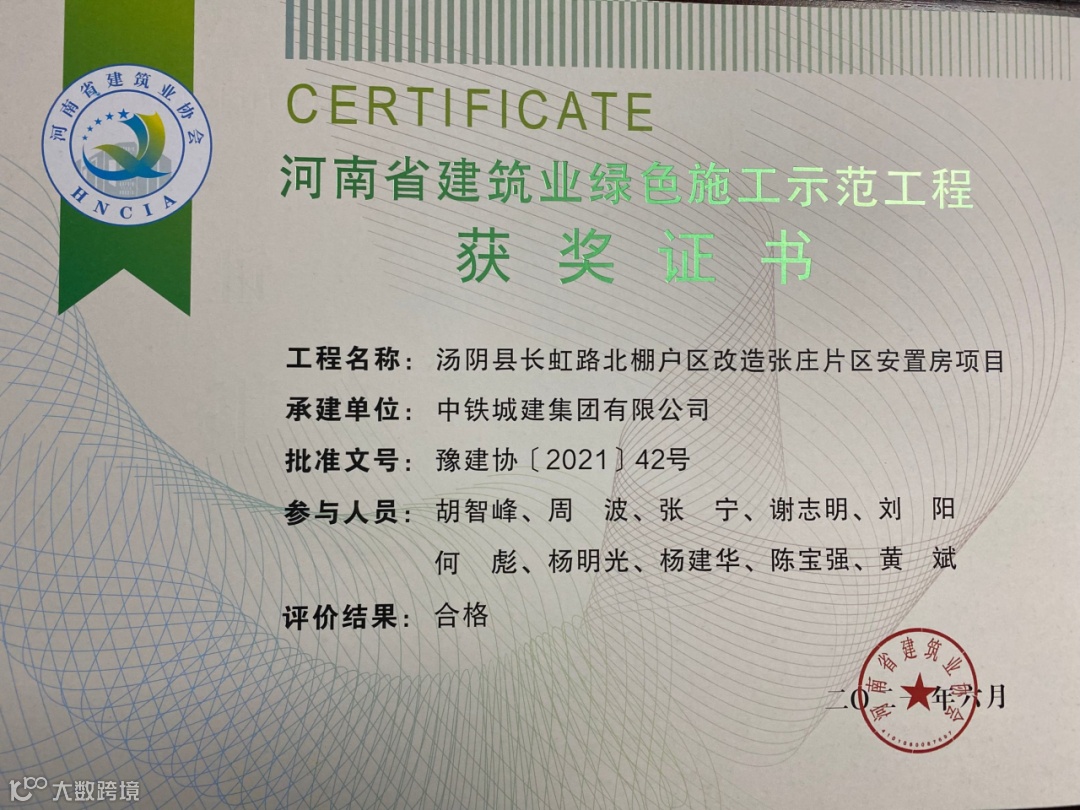 河南省建筑业协会
HNCIA
CERTIFICATE
河南省建筑业绿色施工示范工程
获奖证书
工程名称：汤阴县长虹路北棚户区改造张庄片区安置房项目
承建单位：中铁城建集团有限公司
批准文号：豫建协〔2021〕42号
参与人员：胡智峰、周　波、张　宁、谢志明、刘　阳
何　彪、杨明光、杨建华、陈宝强、黄　斌
评价结果：合格
二〇二一年六月
河南省建筑业协会
大数跨境